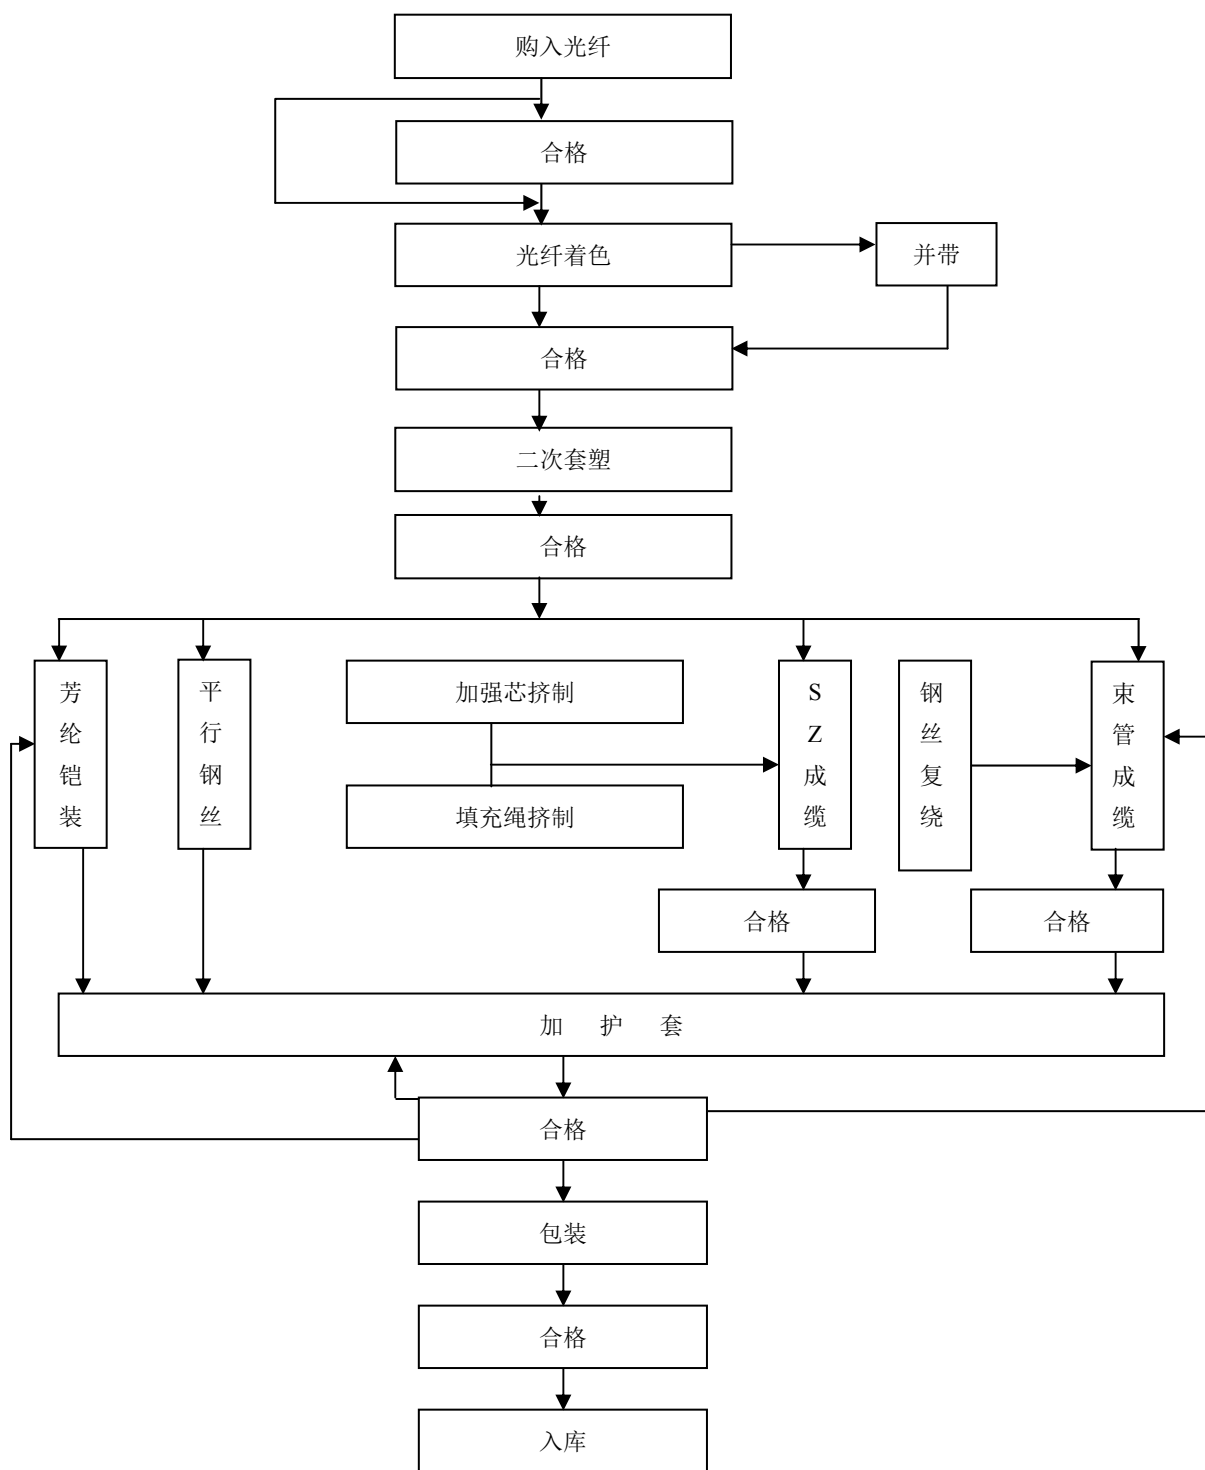 购入光纤
合格
光纤着色
并带
合格
二次套塑
合格
芳纶铠装
平行钢丝
加强芯挤制
填充绳挤制
SZ成缆
钢丝复绕
束管成缆
合格
合格
加 护 套
合格
包装
合格
入库